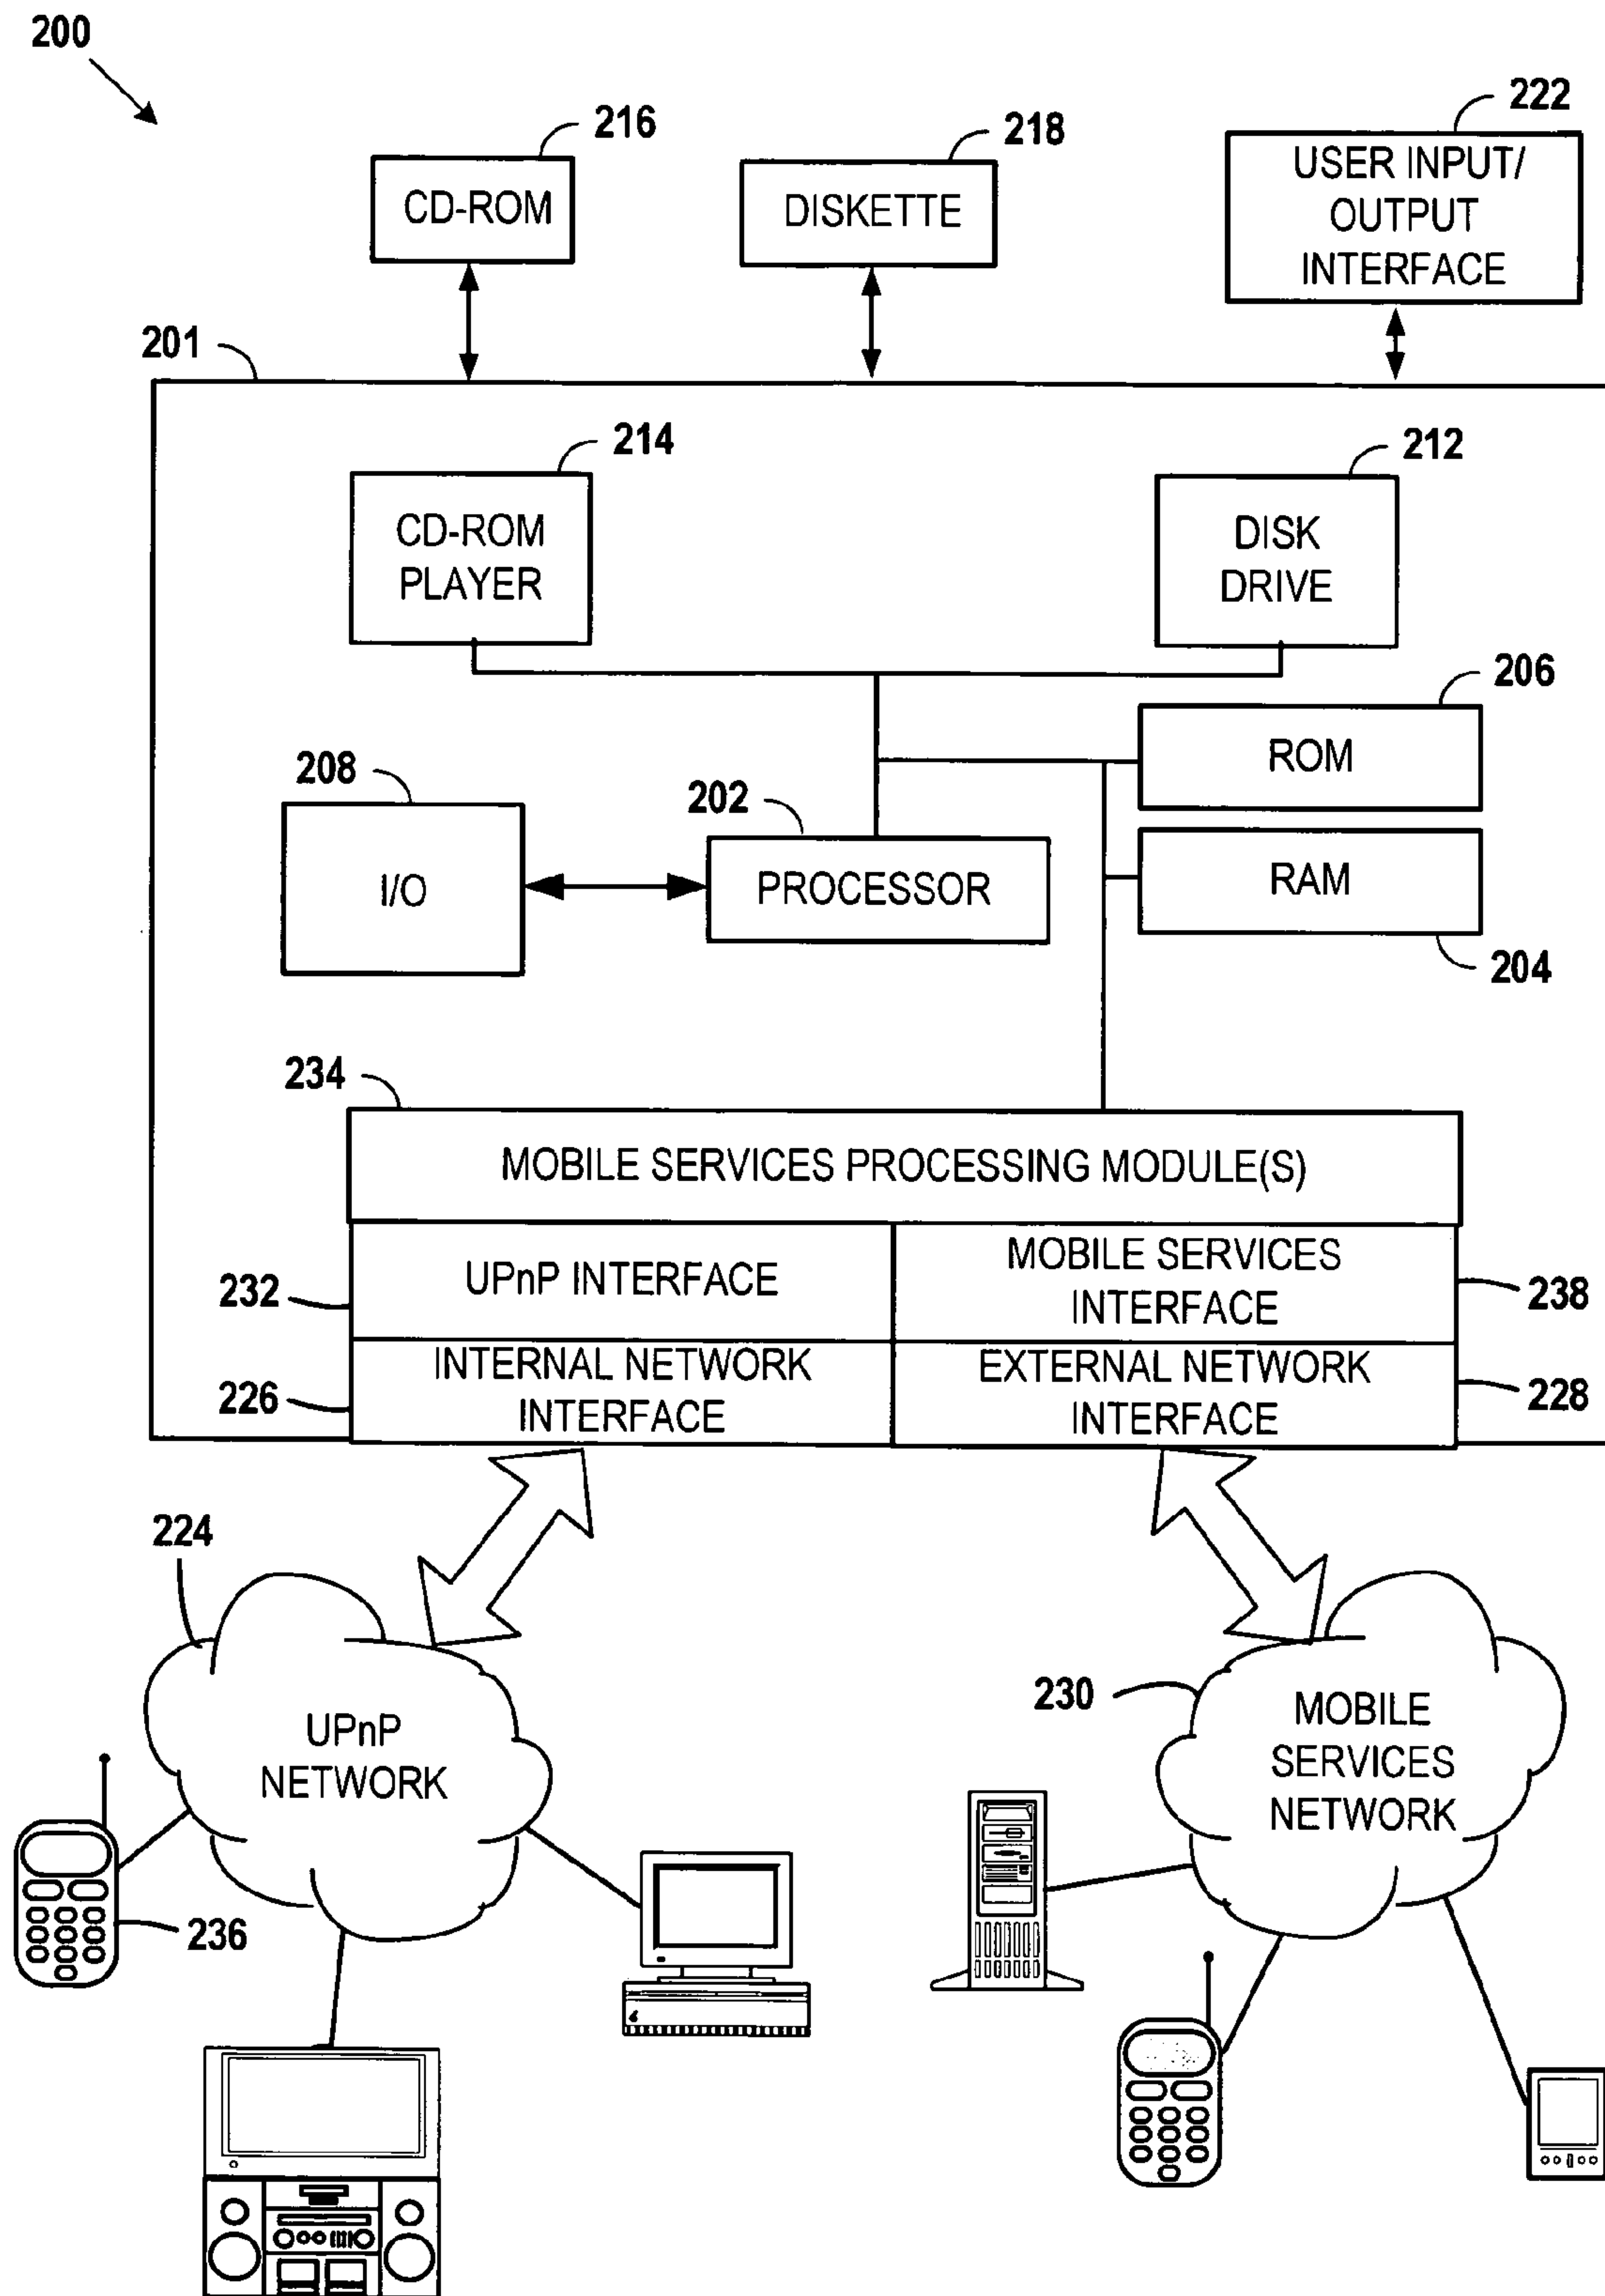 200
216
218
222
CD-ROM
DISKETTE
USER INPUT/
OUTPUT
INTERFACE
201
214
212
CD-ROM
PLAYER
DISK
DRIVE
206
ROM
208
202
I/O
PROCESSOR
RAM
204
234
MOBILE SERVICES PROCESSING MODULE(S)
UPnP INTERFACE
MOBILE SERVICES
INTERFACE
232
238
INTERNAL NETWORK
INTERFACE
EXTERNAL NETWORK
INTERFACE
226
228
224
230
UPnP
NETWORK
MOBILE
SERVICES
NETWORK
236